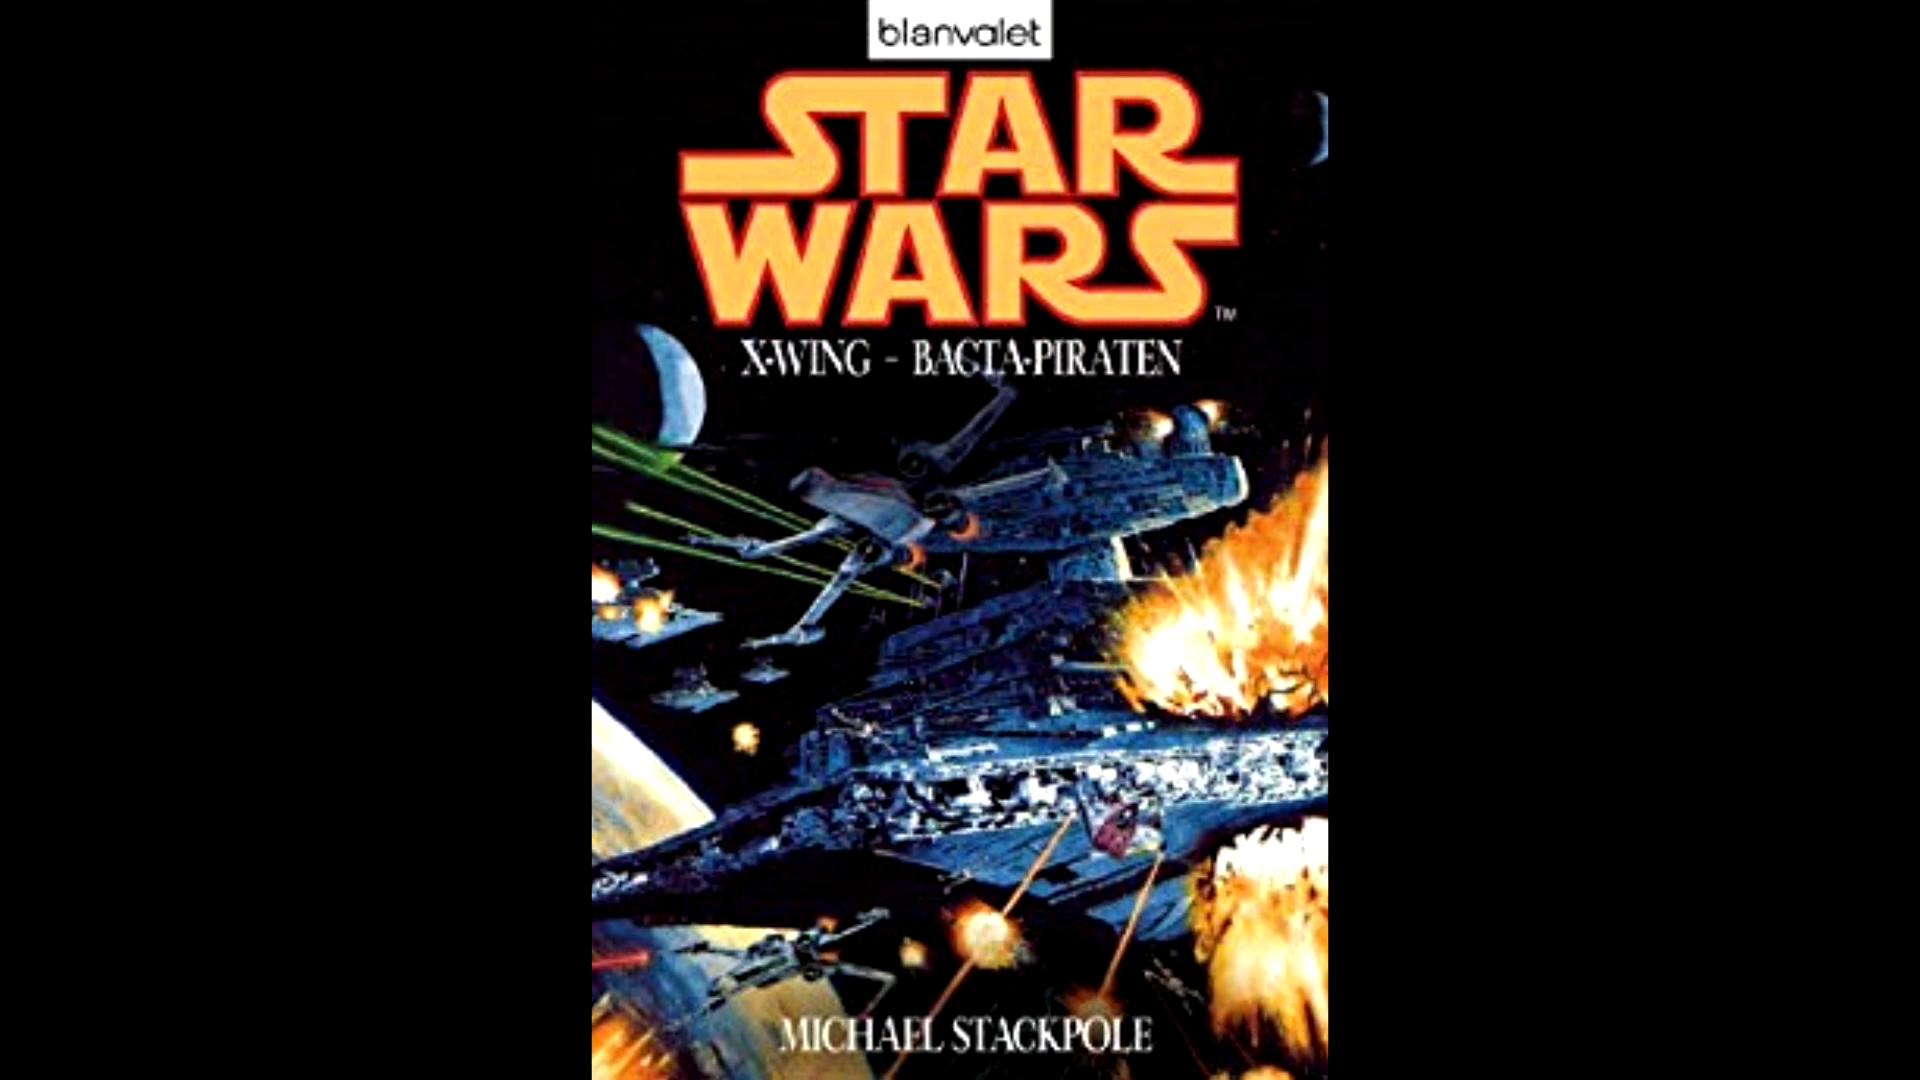 blanvalet
STAR
WARS
TM
X-WING – BACTA-PIRATEN
MICHAEL STACKPOLE